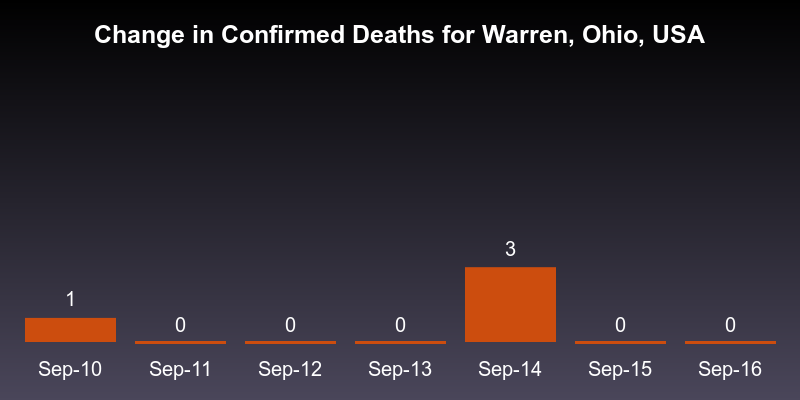 Change in Confirmed Deaths for Warren, Ohio, USA
3
1
0
0
0
0
0
Sep-10
Sep-11
Sep-12
Sep-13
Sep-14
Sep-15
Sep-16